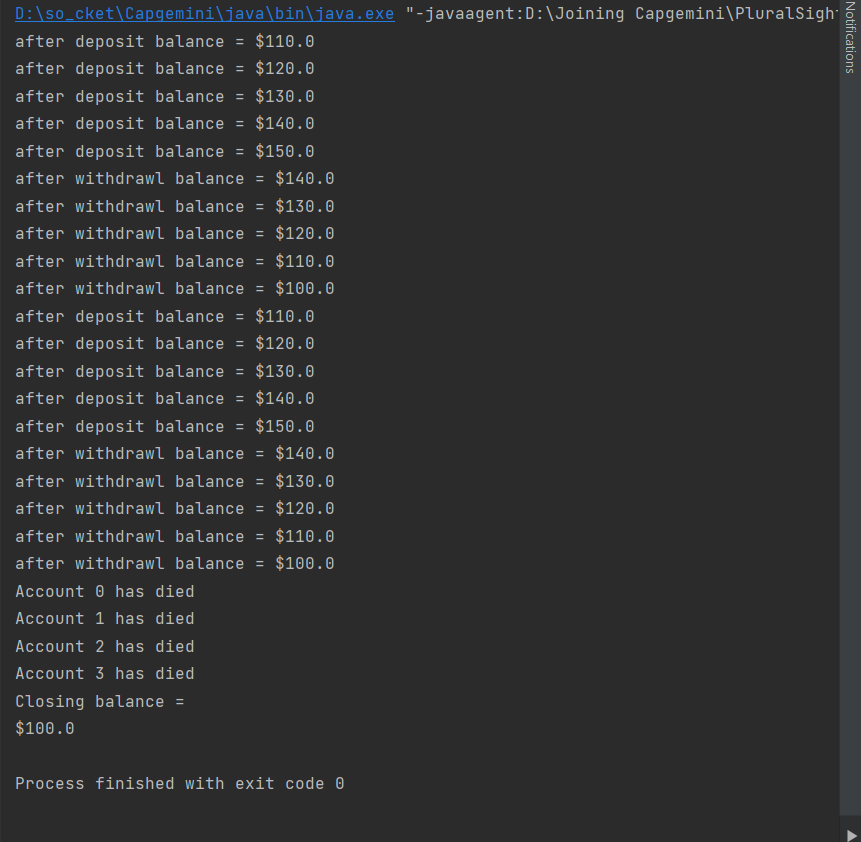 D:\so_cket\Capgemini\java\bin\java.exe "-javaagent:D:\Joining Capgemini\PluralSigh
after deposit balance = $110.0
after deposit balance = $120.0
after deposit balance = $130.0
after deposit balance = $140.0
after deposit balance = $150.0
after withdrawl balance = $140.0
after withdrawl balance = $130.0
after withdrawl balance = $120.0
after withdrawl balance = $110.0
after withdrawl balance = $100.0
after deposit balance = $110.0
after deposit balance = $120.0
after deposit balance = $130.0
after deposit balance = $140.0
after deposit balance = $150.0
after withdrawl balance = $140.0
after withdrawl balance = $130.0
after withdrawl balance = $120.0
after withdrawl balance = $110.0
after withdrawl balance = $100.0
Account 0 has died
Account 1 has died
Account 2 has died
Account 3 has died
Closing balance =
$100.0
Process finished with exit code 0
Notifications